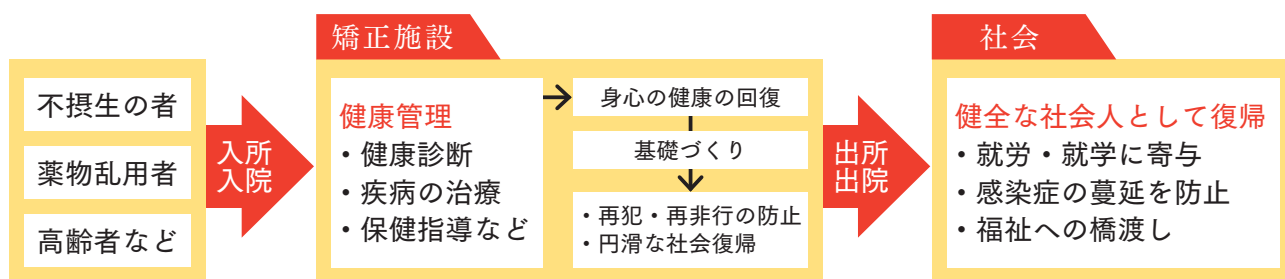 不摂生の者
薬物乱用者
高齢者など
入所
入院
矯正施設
健康管理
・健康診断
・疾病の治療
・保健指導など
身心の健康の回復
基礎づくり
・再犯・再非行の防止
・円滑な社会復帰
出所
出院
社会
健全な社会人として復帰
・就労・就学に寄与
・感染症の蔓延を防止
・福祉への橋渡し